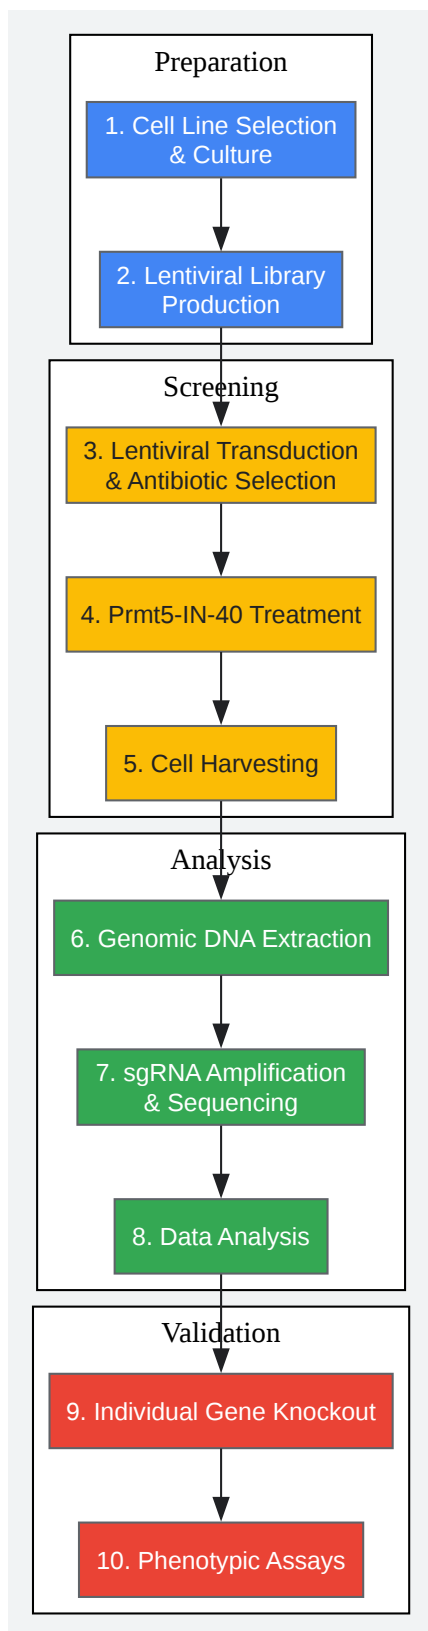 Preparation
1. Cell Line Selection
& Culture
2. Lentiviral Library
Production
Screening
3. Lentiviral Transduction
& Antibiotic Selection
4. Prmt5-IN-40 Treatment
5. Cell Harvesting
Analysis
6. Genomic DNA Extraction
7. sgRNA Amplification
& Sequencing
8. Data Analysis
Validation
9. Individual Gene Knockout
10. Phenotypic Assays